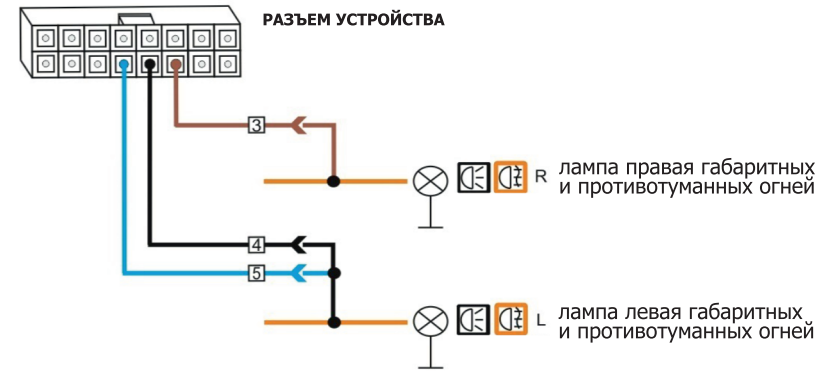 РАЗЪЕМ УСТРОЙСТВА
3
R
лампа правая габаритных
и противотуманных огней
4
5
L
лампа левая габаритных
и противотуманных огней